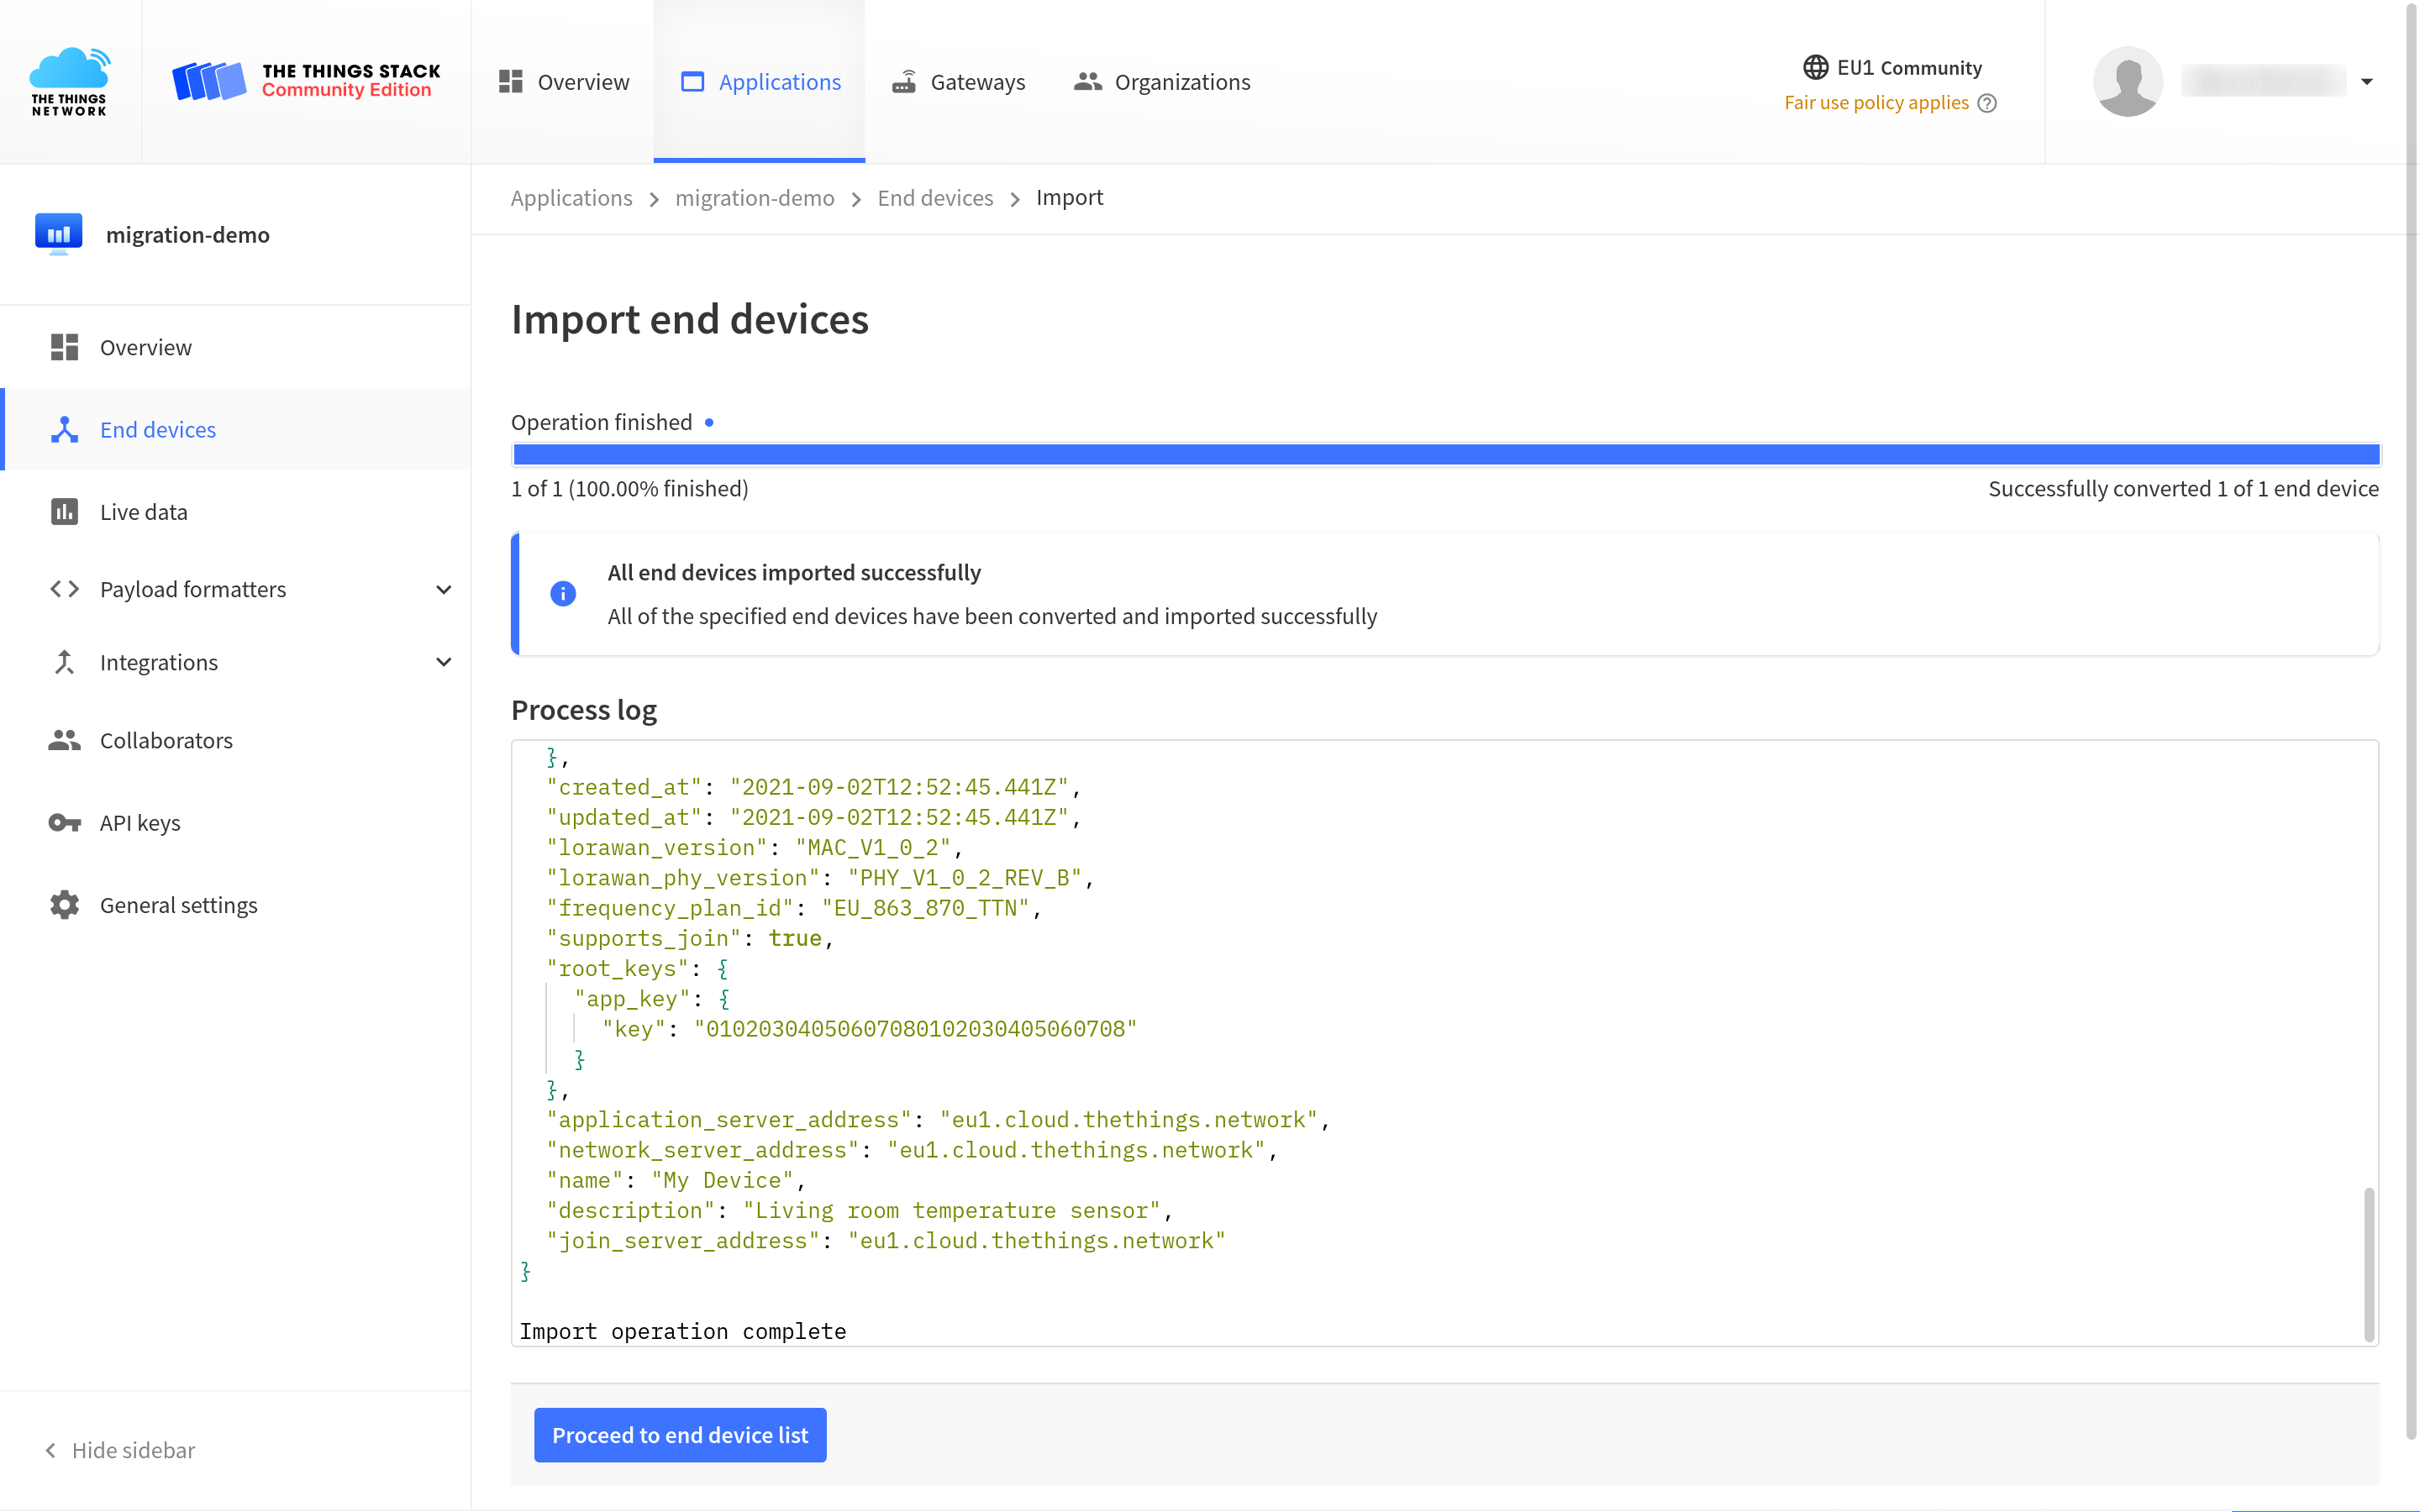 THE THINGS
NETWORK
THE THINGS STACK
Community Edition
Overview
Applications
Gateways
Organizations
EU1 Community
Fair use policy applies
migration-demo
Overview
End devices
Live data
Payload formatters
Integrations
Collaborators
API keys
General settings
Hide sidebar
Applications > migration-demo > End devices > Import
Import end devices
Operation finished
1 of 1 (100.00% finished)
Successfully converted 1 of 1 end device
All end devices imported successfully
All of the specified end devices have been converted and imported successfully
Process log
},
"created_at": "2021-09-02T12:52:45.441Z",
"updated_at": "2021-09-02T12:52:45.441Z",
"lorawan_version": "MAC_V1_0_2",
"lorawan_phy_version": "PHY_V1_0_2_REV_B",
"frequency_plan_id": "EU_863_870_TTN",
"supports_join": true,
"root_keys": {
"app_key": {
"key": "01020304050607080102030405060708"
}
},
"application_server_address": "eu1.cloud.thethings.network",
"network_server_address": "eu1.cloud.thethings.network",
"name": "My Device",
"description": "Living room temperature sensor",
"join_server_address": "eu1.cloud.thethings.network"
}
Import operation complete
Proceed to end device list